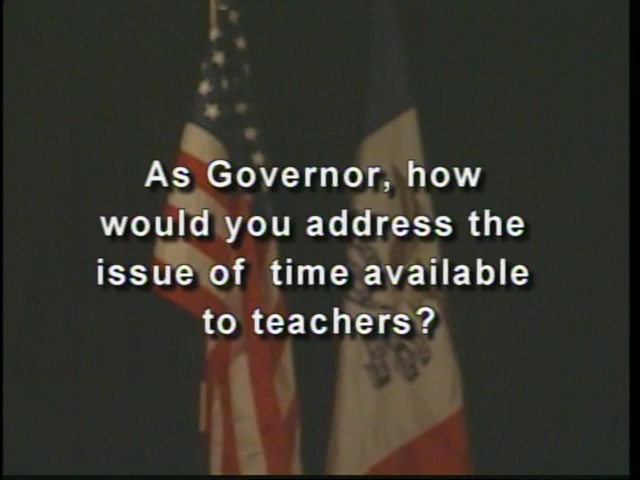 As Governor, how
would you address the
issue of time available
to teachers?